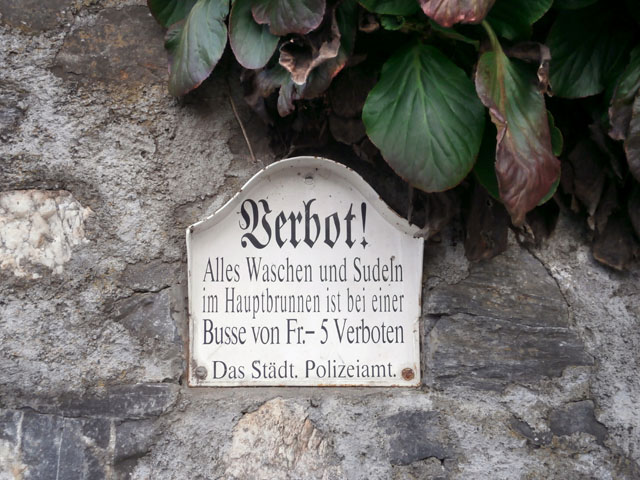 Verbot!
Alles Waschen und Sudeln
im Hauptbrunnen ist bei einer
Busse von Fr.– 5 Verboten
Das Städt. Polizeiamt.